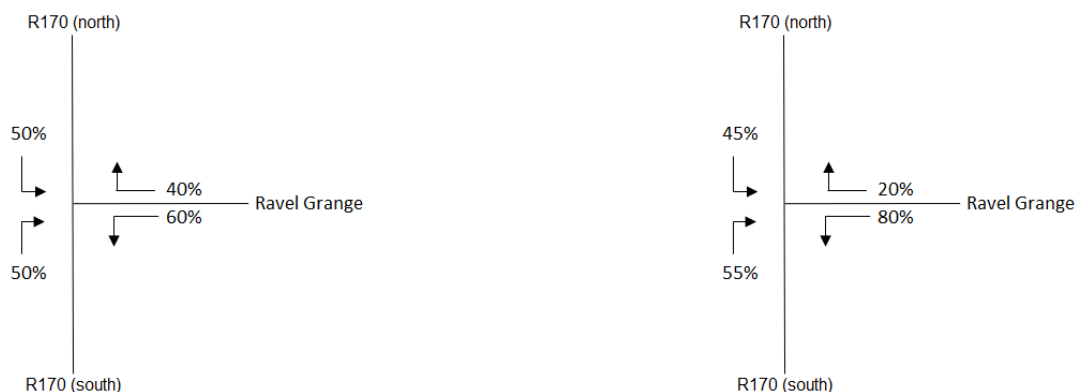 R170 (north)
50%
40%
Ravel Grange
60%
50%
R170 (south)
R170 (north)
45%
20%
Ravel Grange
80%
55%
R170 (south)